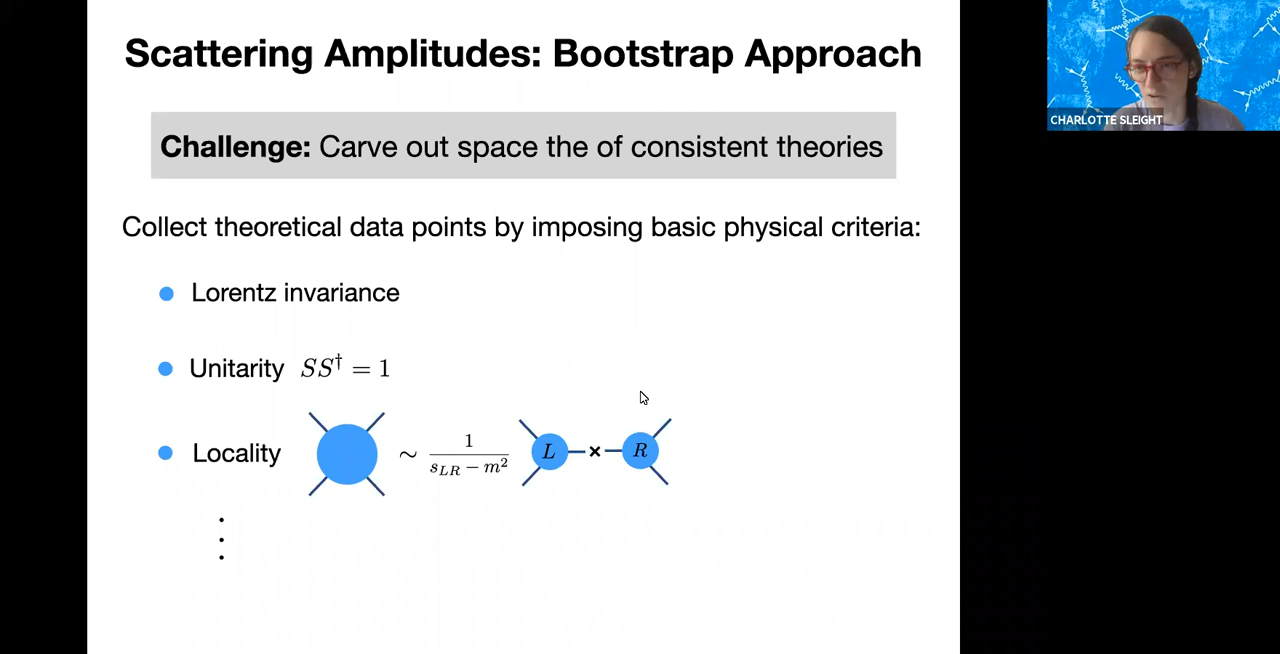 Scattering Amplitudes: Bootstrap Approach
CHARLOTTE SLEIGHT
Challenge: Carve out space the of consistent theories
Collect theoretical data points by imposing basic physical criteria:
Lorentz invariance
Unitarity SS† = 1
Locality ~ 1 / (s_LR − m²) L × R